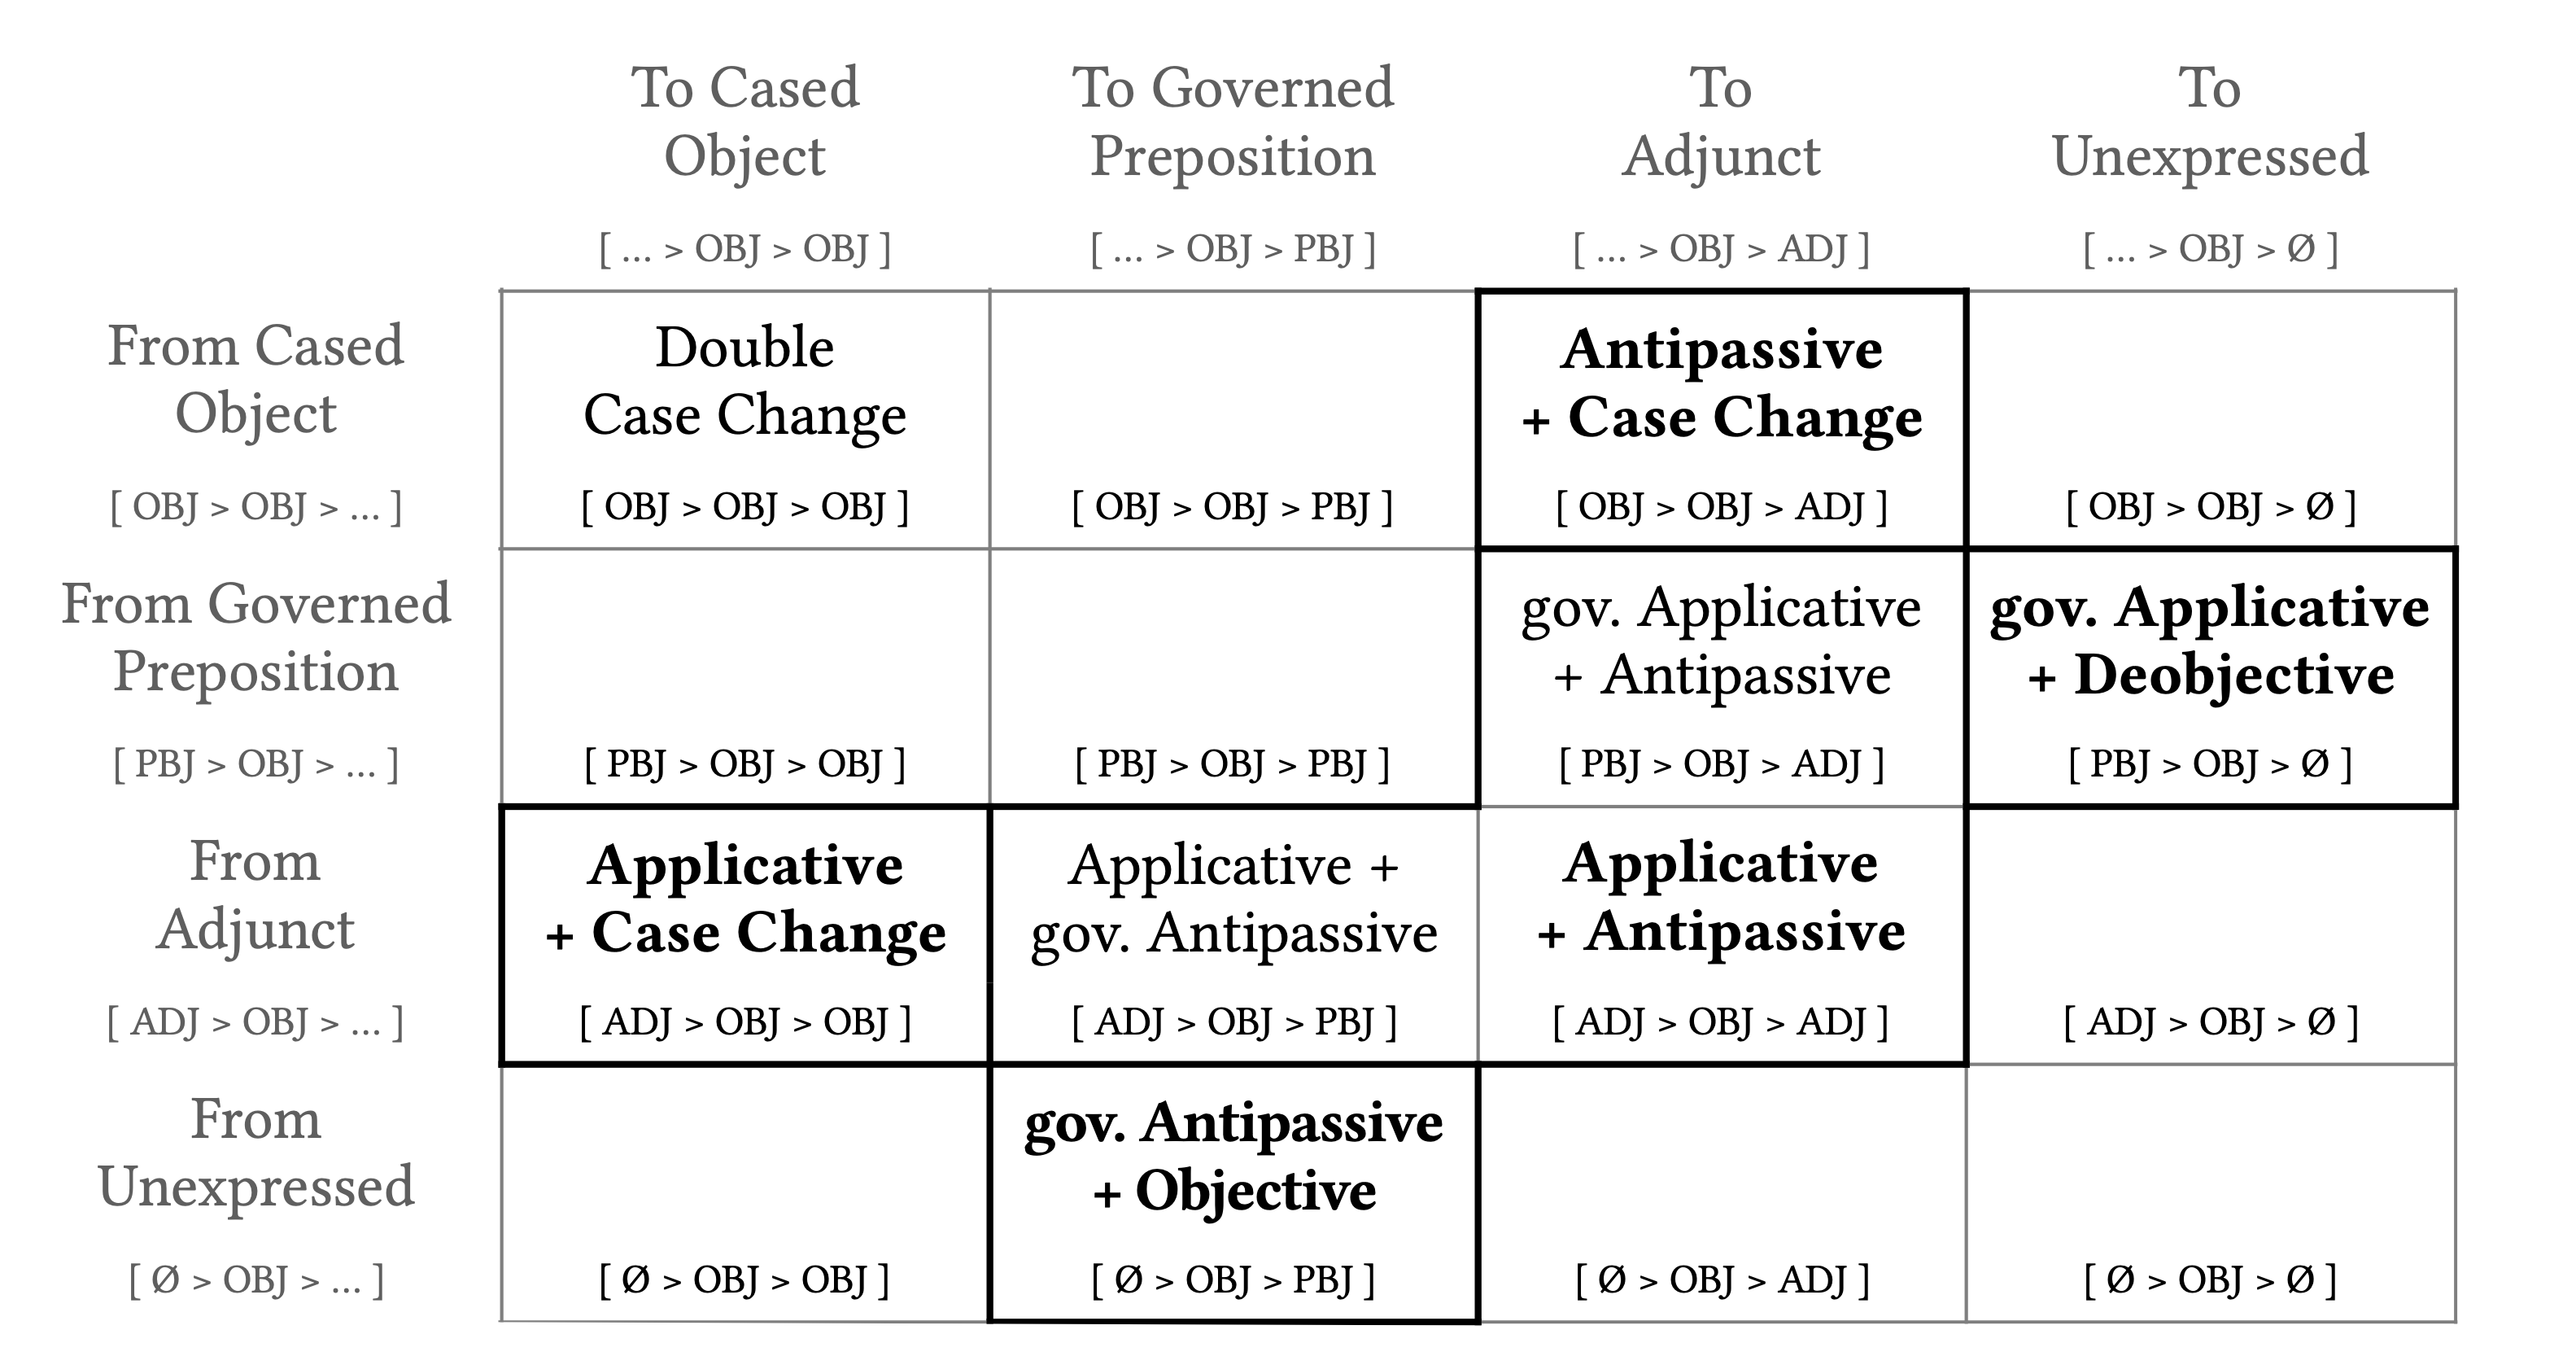 To Cased To Governed To To
Object Preposition Adjunct Unexpressed
[ ... > OBJ > OBJ ] [ ... > OBJ > PBJ ] [ ... > OBJ > ADJ ] [ ... > OBJ > Ø ]
From Cased Double Antipassive
Object Case Change + Case Change
[ OBJ > OBJ > ... ] [ OBJ > OBJ > OBJ ] [ OBJ > OBJ > PBJ ] [ OBJ > OBJ > ADJ ] [ OBJ > OBJ > Ø ]
From Governed gov. Applicative gov. Applicative
Preposition + Antipassive + Deobjective
[ PBJ > OBJ > ... ] [ PBJ > OBJ > OBJ ] [ PBJ > OBJ > PBJ ] [ PBJ > OBJ > ADJ ] [ PBJ > OBJ > Ø ]
From Applicative Applicative + Applicative
Adjunct + Case Change gov. Antipassive + Antipassive
[ ADJ > OBJ > ... ] [ ADJ > OBJ > OBJ ] [ ADJ > OBJ > PBJ ] [ ADJ > OBJ > ADJ ] [ ADJ > OBJ > Ø ]
From gov. Antipassive
Unexpressed + Objective
[ Ø > OBJ > ... ] [ Ø > OBJ > OBJ ] [ Ø > OBJ > PBJ ] [ Ø > OBJ > ADJ ] [ Ø > OBJ > Ø ]